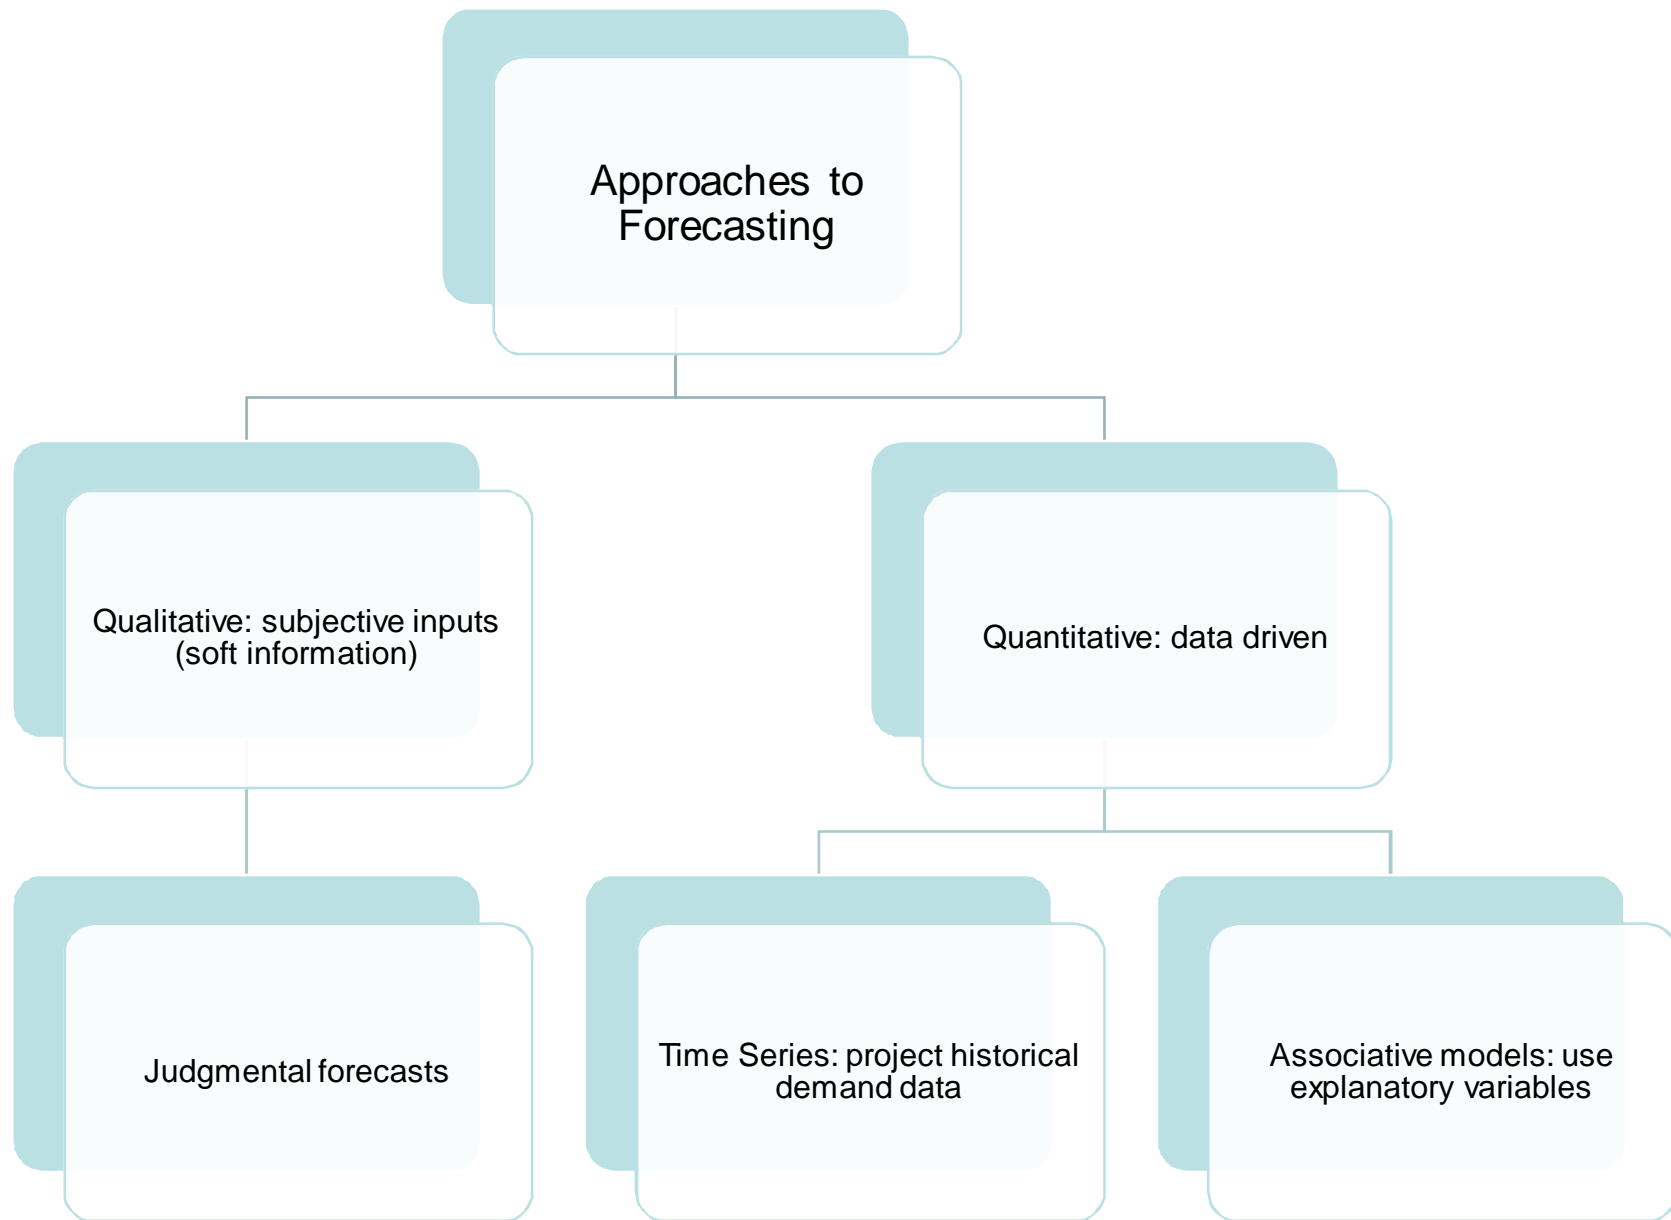 Approaches to
Forecasting
Qualitative: subjective inputs
(soft information)
Quantitative: data driven
Judgmental forecasts
Time Series: project historical
demand data
Associative models: use
explanatory variables